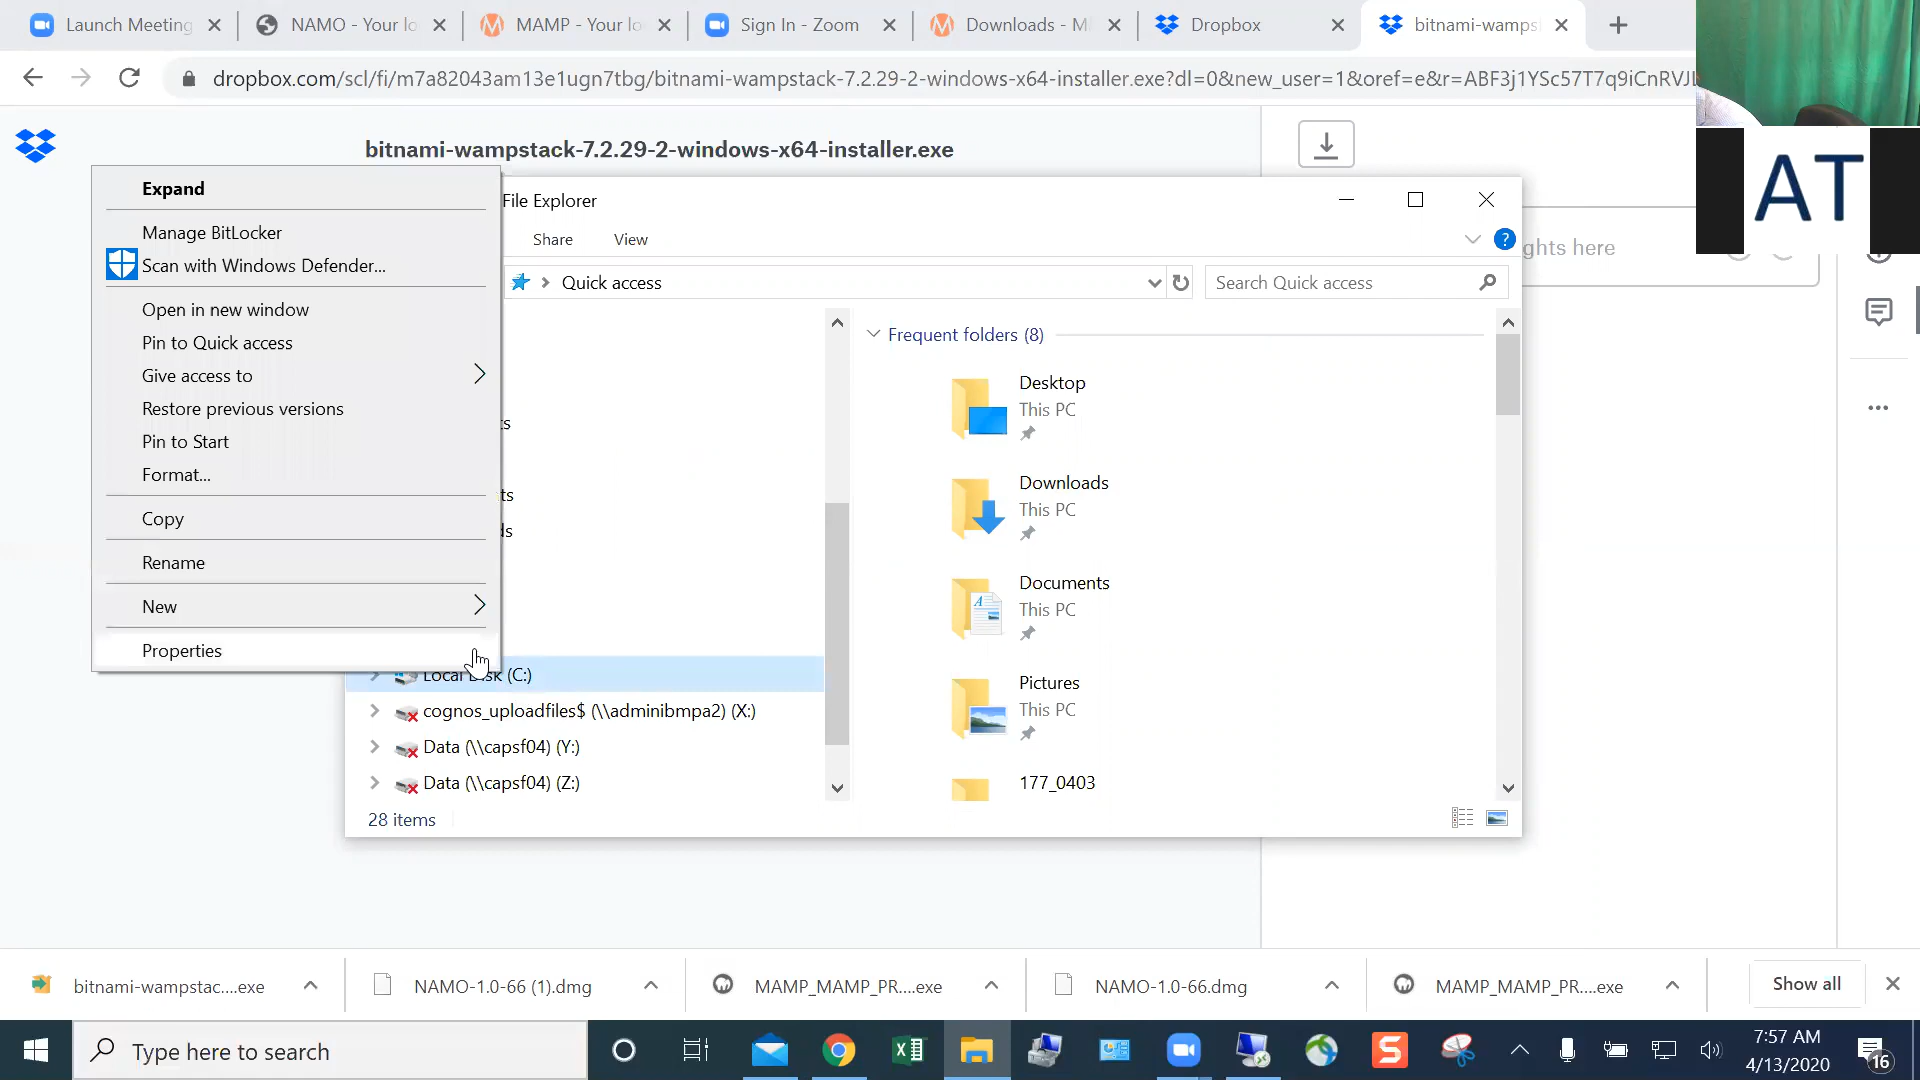 Launch Meeting
NAMO - Your lo
MAMP - Your lo
Sign In - Zoom
Downloads - M
Dropbox
bitnami-wamps
dropbox.com/scl/fi/m7a82043am13e1ugn7tbg/bitnami-wampstack-7.2.29-2-windows-x64-installer.exe?dl=0&new_user=1&oref=e&r=ABF3j1YSc57T7q9iCnRVJL
bitnami-wampstack-7.2.29-2-windows-x64-installer.exe
AT
ghts here
Expand
Manage BitLocker
Scan with Windows Defender...
Open in new window
Pin to Quick access
Give access to
Restore previous versions
Pin to Start
Format...
Copy
Rename
New
Properties
File Explorer
Share
View
?
Quick access
Search Quick access
ts
ts
ds
Local Disk (C:)
cognos_uploadfiles$ (\\adminibmpa2) (X:)
Data (\\capsf04) (Y:)
Data (\\capsf04) (Z:)
28 items
Frequent folders (8)
Desktop
This PC
Downloads
This PC
Documents
This PC
Pictures
This PC
177_0403
bitnami-wampstac....exe
NAMO-1.0-66 (1).dmg
MAMP_MAMP_PR....exe
NAMO-1.0-66.dmg
MAMP_MAMP_PR....exe
Show all
Type here to search
7:57 AM
4/13/2020
16